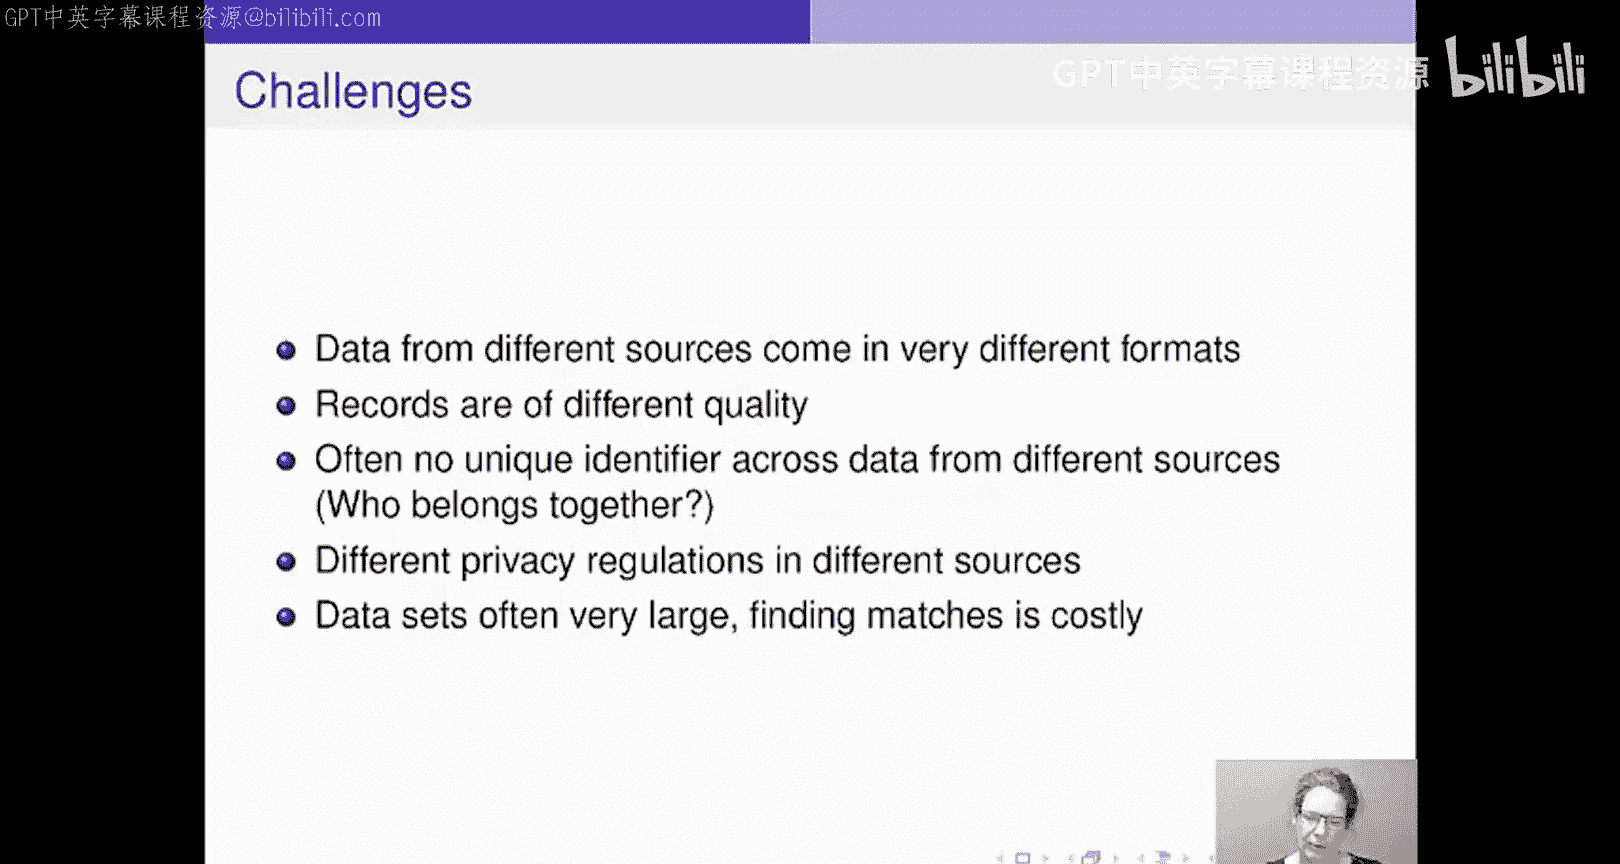 GPT中英字幕课程资源@bilibili.com
GPT中英字幕课程资源 bilibili
Challenges
Data from different sources come in very different formats
Records are of different quality
Often no unique identifier across data from different sources
(Who belongs together?)
Different privacy regulations in different sources
Data sets often very large, finding matches is costly